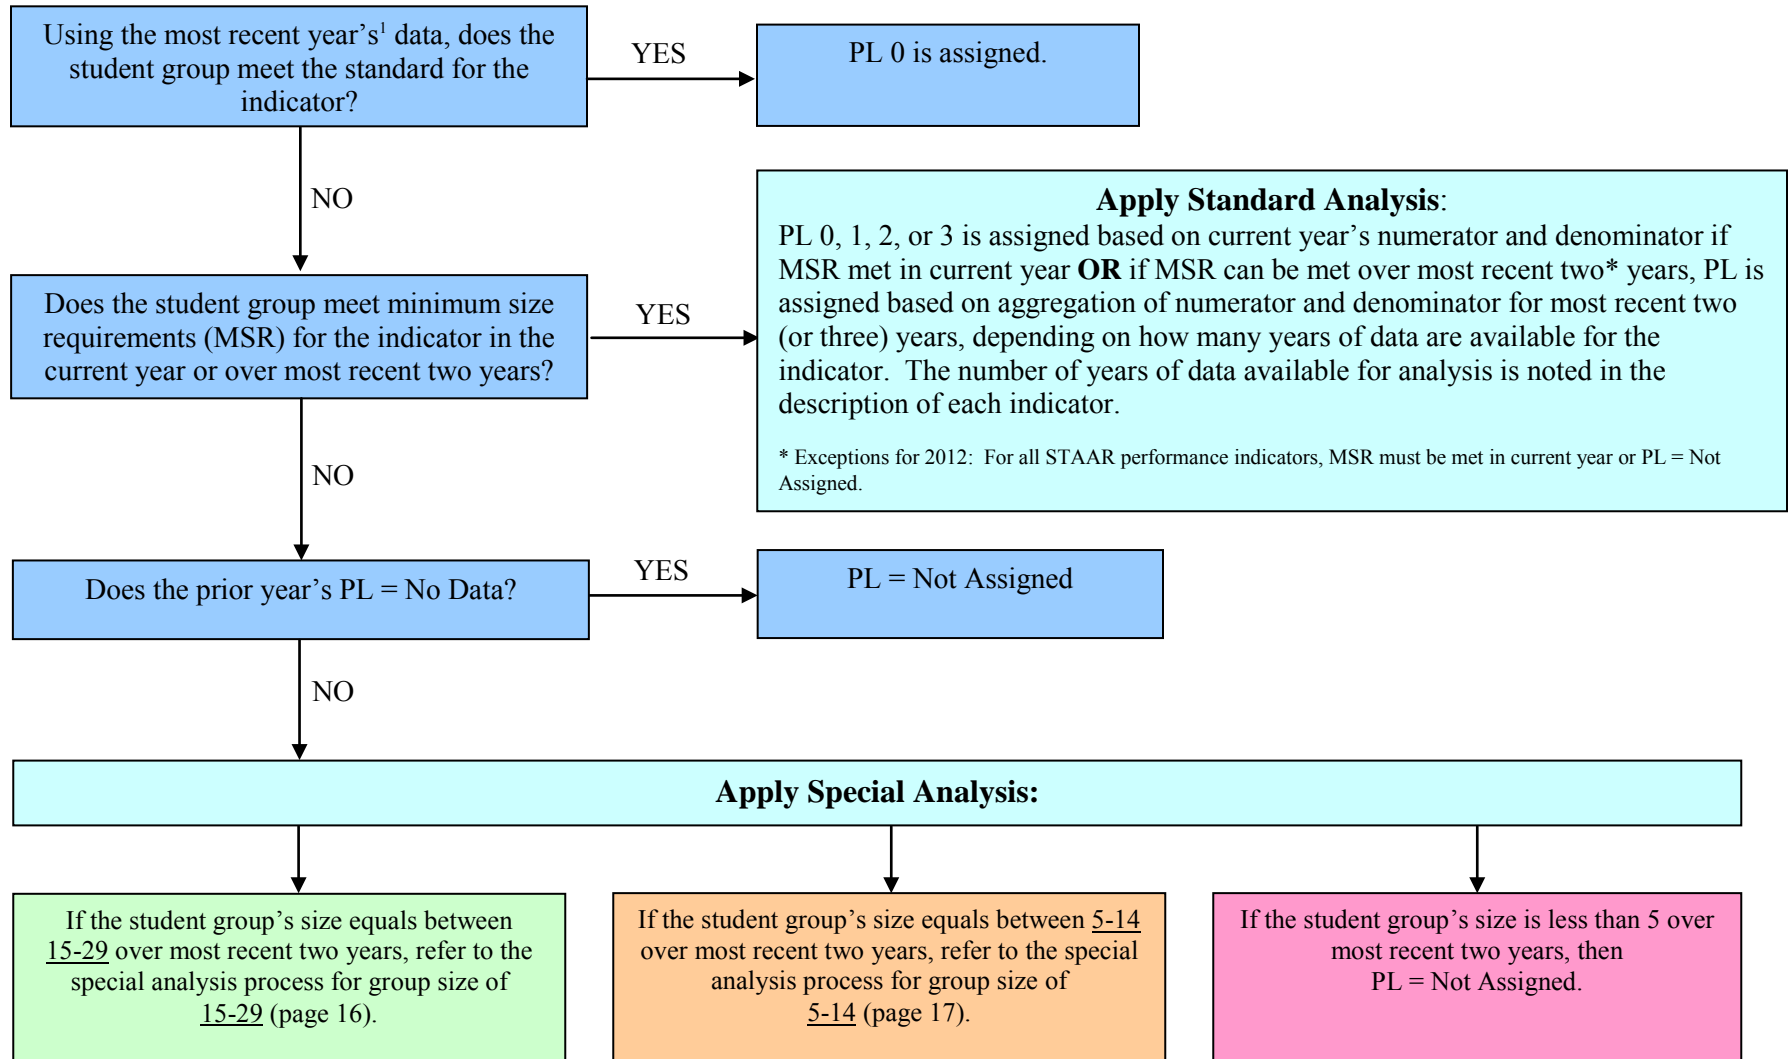 Using the most recent year’s¹ data, does the
student group meet the standard for the
indicator?
YES
PL 0 is assigned.
NO
Apply Standard Analysis:
PL 0, 1, 2, or 3 is assigned based on current year’s numerator and denominator if
MSR met in current year OR if MSR can be met over most recent two* years, PL is
assigned based on aggregation of numerator and denominator for most recent two
(or three) years, depending on how many years of data are available for the
indicator.  The number of years of data available for analysis is noted in the
description of each indicator.
* Exceptions for 2012:  For all STAAR performance indicators, MSR must be met in current year or PL = Not
Assigned.
Does the student group meet minimum size
requirements (MSR) for the indicator in the
current year or over most recent two years?
YES
NO
Does the prior year’s PL = No Data?
YES
PL = Not Assigned
NO
Apply Special Analysis:
If the student group’s size equals between
15-29 over most recent two years, refer to the
special analysis process for group size of
15-29 (page 16).
If the student group’s size equals between 5-14
over most recent two years, refer to the special
analysis process for group size of
5-14 (page 17).
If the student group’s size is less than 5 over
most recent two years, then
PL = Not Assigned.